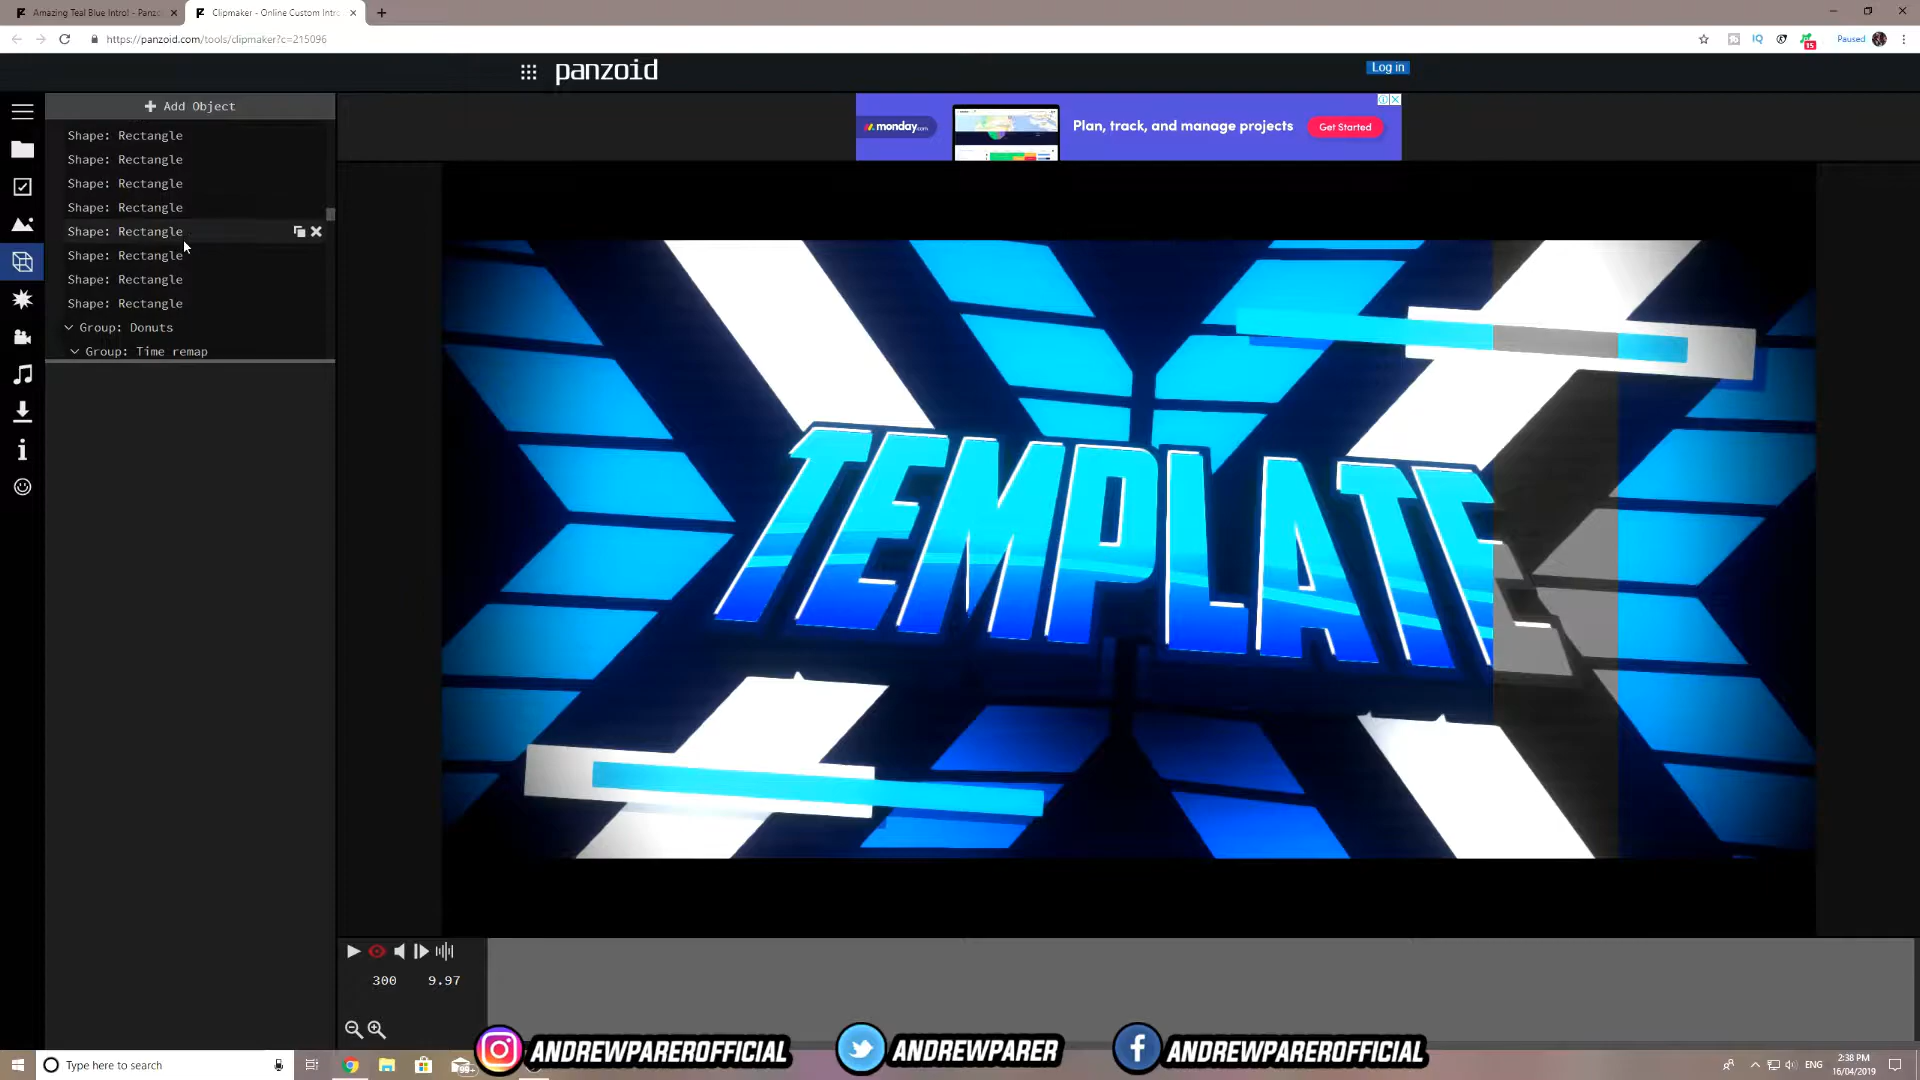 Amazing Teal Blue Intro! - Panzo
Clipmaker - Online Custom Intro
https://panzoid.com/tools/clipmaker?c=215096
IQ
15
Paused
panzoid
Log in
+ Add Object
monday.com
Plan, track, and manage projects
Get Started
Shape: Rectangle
Shape: Rectangle
Shape: Rectangle
Shape: Rectangle
Shape: Rectangle
Shape: Rectangle
Shape: Rectangle
Shape: Rectangle
Group: Donuts
Group: Time remap
TEMPLATE
300 9.97
ANDREWPAREROFFICIAL
ANDREWPARER
ANDREWPAREROFFICIAL
Type here to search
99+
ENG
2:38 PM
16/04/2019